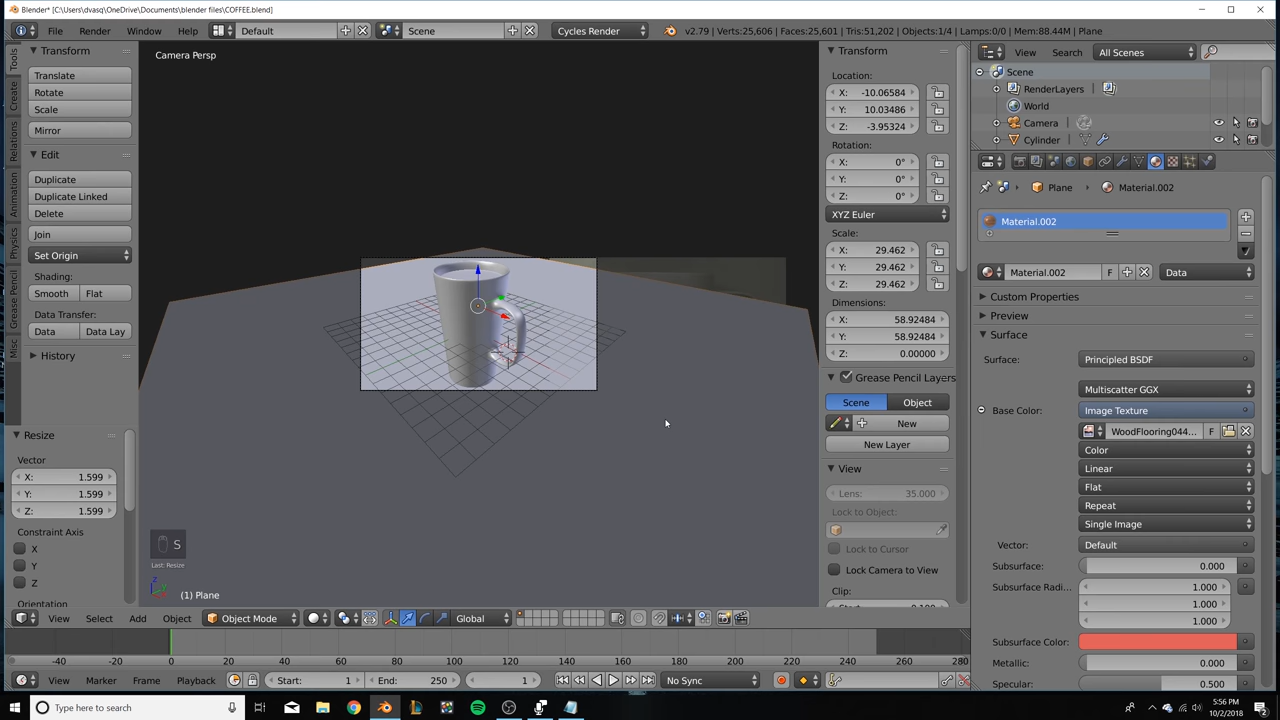 Blender* [C:\Users\dvasq\OneDrive\Documents\blender files\COFFEE.blend]
File Render Window Help Default Scene Cycles Render v2.79 | Verts:25,606 | Faces:25,601 | Tris:51,202 | Objects:1/4 | Lamps:0/0 | Mem:88.44M | Plane
Tools
Create
Relations
Animation
Physics
Grease Pencil
Misc
Transform
Translate
Rotate
Scale
Mirror
Edit
Duplicate
Duplicate Linked
Delete
Join
Set Origin
Shading:
Smooth Flat
Data Transfer:
Data Data Lay
History
Resize
Vector
X: 1.599
Y: 1.599
Z: 1.599
Constraint Axis
X
Y
Z
Orientation
Camera Persp
S
Last: Resize
(1) Plane
Transform
Location:
X: -10.06584
Y: 10.03486
Z: -3.95324
Rotation:
X: 0°
Y: 0°
Z: 0°
XYZ Euler
Scale:
X: 29.462
Y: 29.462
Z: 29.462
Dimensions:
X: 58.92484
Y: 58.92484
Z: 0.00000
Grease Pencil Layers
Scene Object
New
New Layer
View
Lens: 35.000
Lock to Object:
Lock to Cursor
Lock Camera to View
Clip:
View Search All Scenes
Scene
RenderLayers
World
Camera
Cylinder
Plane Material.002
Material.002
Material.002 F Data
Custom Properties
Preview
Surface
Surface: Principled BSDF
Multiscatter GGX
Base Color: Image Texture
WoodFlooring044... F
Color
Linear
Flat
Repeat
Single Image
Vector: Default
Subsurface: 0.000
Subsurface Radi... 1.000
1.000
1.000
Subsurface Color:
Metallic: 0.000
Specular: 0.500
View Select Add Object Object Mode Global
-40 -20 0 20 40 60 80 100 120 140 160 180 200 220 240 260
View Marker Frame Playback Start: 1 End: 250 1 No Sync
Type here to search
5:56 PM
10/2/2018